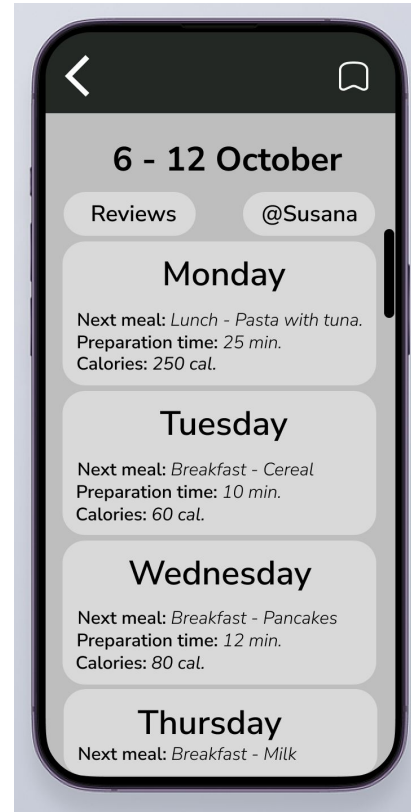 6 - 12 October
Reviews
@Susana
Monday
Next meal: Lunch - Pasta with tuna.
Preparation time: 25 min.
Calories: 250 cal.
Tuesday
Next meal: Breakfast - Cereal
Preparation time: 10 min.
Calories: 60 cal.
Wednesday
Next meal: Breakfast - Pancakes
Preparation time: 12 min.
Calories: 80 cal.
Thursday
Next meal: Breakfast - Milk